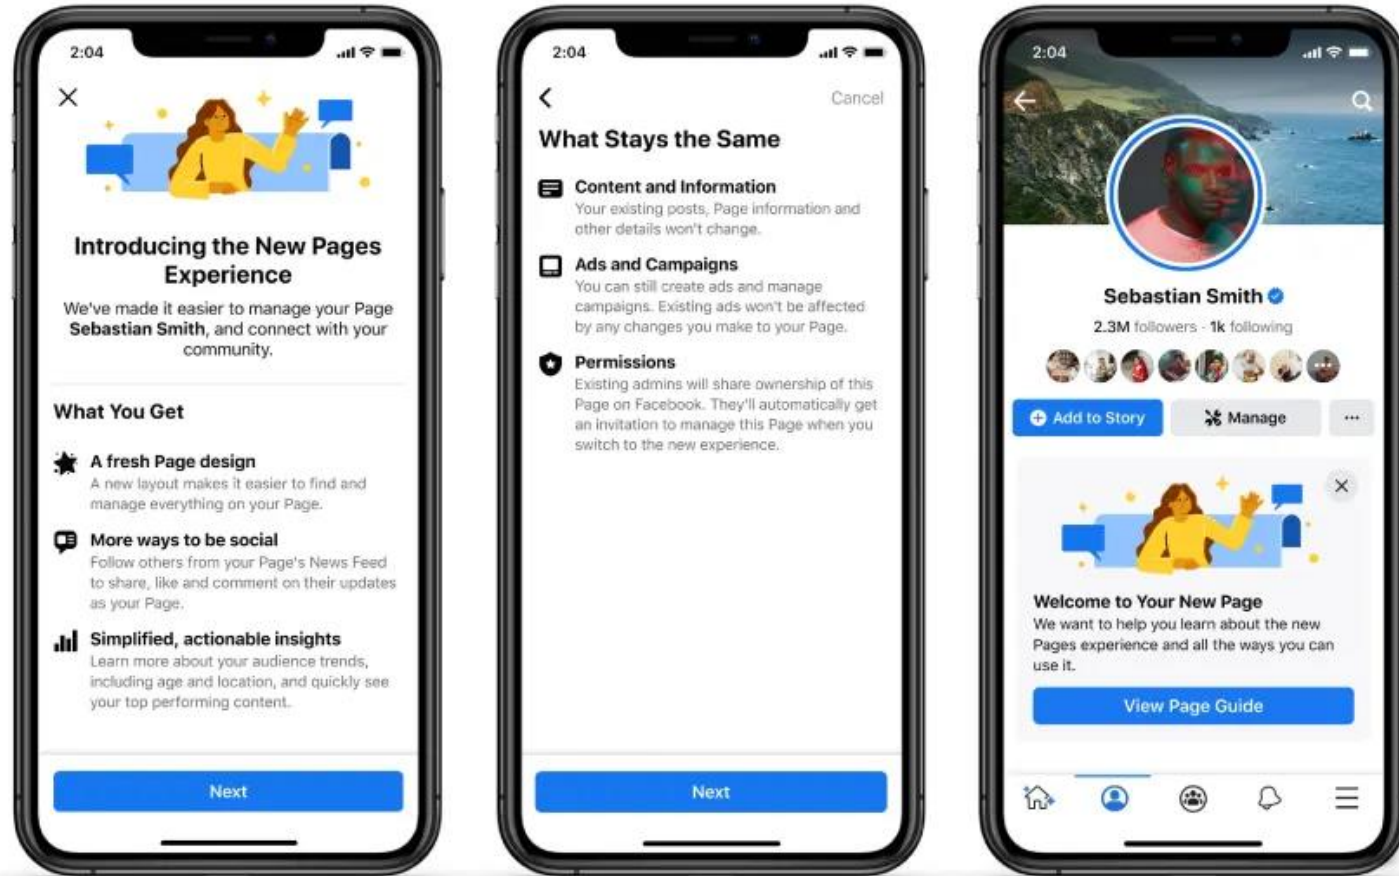 2:04
Introducing the New Pages
Experience
We've made it easier to manage your Page
Sebastian Smith, and connect with your
community.
What You Get
A fresh Page design
A new layout makes it easier to find and
manage everything on your Page.
More ways to be social
Follow others from your Page's News Feed
to share, like and comment on their updates
as your Page.
Simplified, actionable insights
Learn more about your audience trends,
including age and location, and quickly see
your top performing content.
Next
2:04
Cancel
What Stays the Same
Content and Information
Your existing posts, Page information and
other details won't change.
Ads and Campaigns
You can still create ads and manage
campaigns. Existing ads won't be affected
by any changes you make to your Page.
Permissions
Existing admins will share ownership of this
Page on Facebook. They'll automatically get
an invitation to manage this Page when you
switch to the new experience.
Next
2:04
Sebastian Smith
2.3M followers · 1k following
Add to Story
Manage
Welcome to Your New Page
We want to help you learn about the new
Pages experience and all the ways you can
use it.
View Page Guide